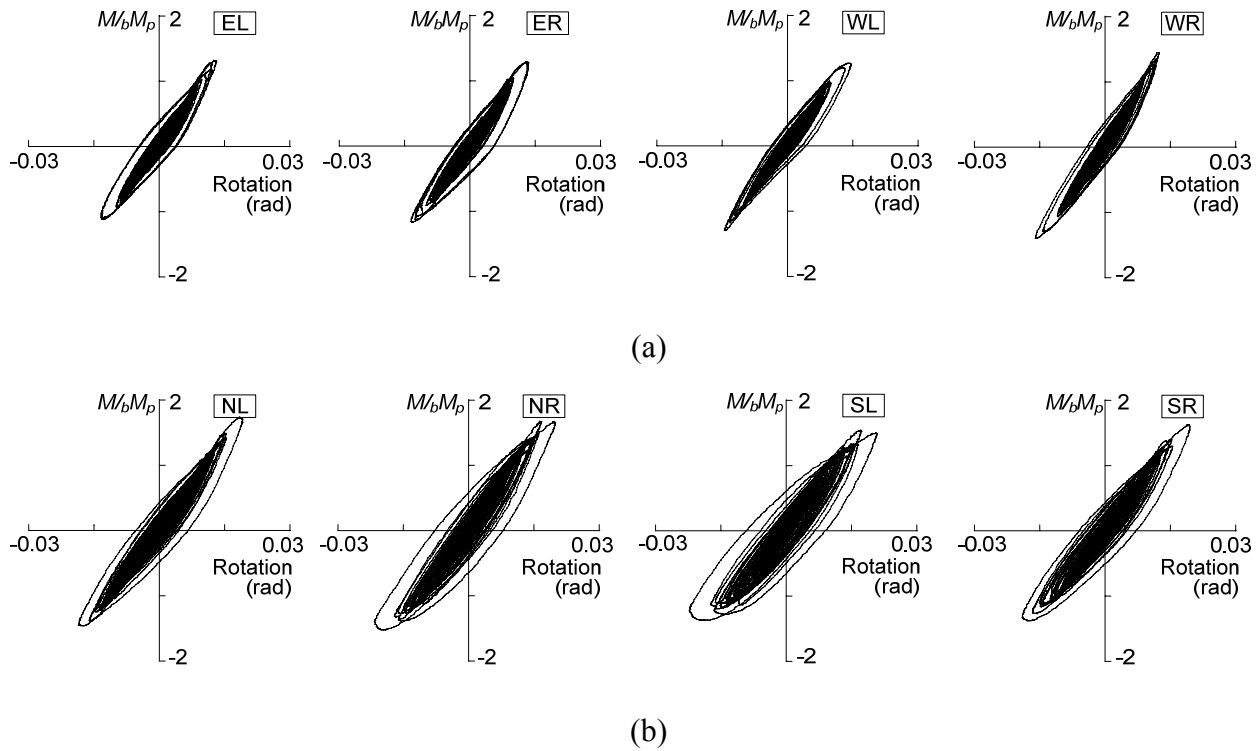 M/bMp 2 EL
-0.03 0.03
Rotation
(rad)
-2
M/bMp 2 ER
-0.03 0.03
Rotation
(rad)
-2
M/bMp 2 WL
-0.03 0.03
Rotation
(rad)
-2
M/bMp 2 WR
-0.03 0.03
Rotation
(rad)
-2
(a)
M/bMp 2 NL
-0.03 0.03
Rotation
(rad)
-2
M/bMp 2 NR
-0.03 0.03
Rotation
(rad)
-2
M/bMp 2 SL
-0.03 0.03
Rotation
(rad)
-2
M/bMp 2 SR
-0.03 0.03
Rotation
(rad)
-2
(b)